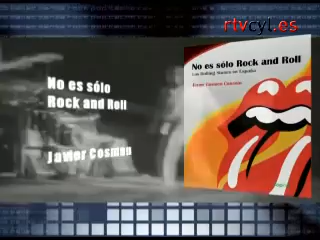 rtvcyl.es
No es sólo
Rock and Roll
Javier Cosmen
No es sólo Rock and Roll
Los Rolling Stones en España